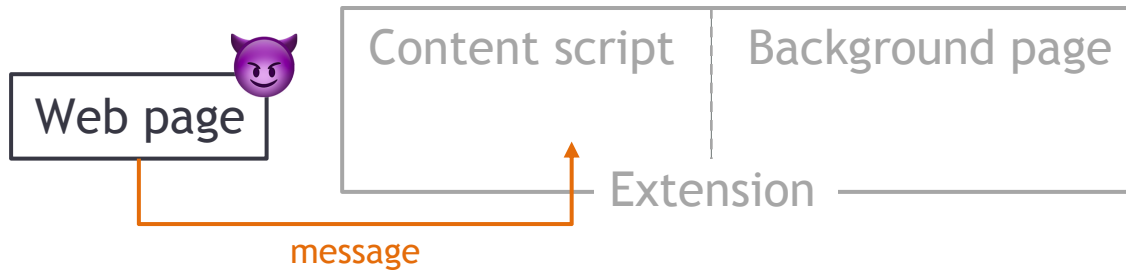 Content script
Background page
Web page
Extension
message